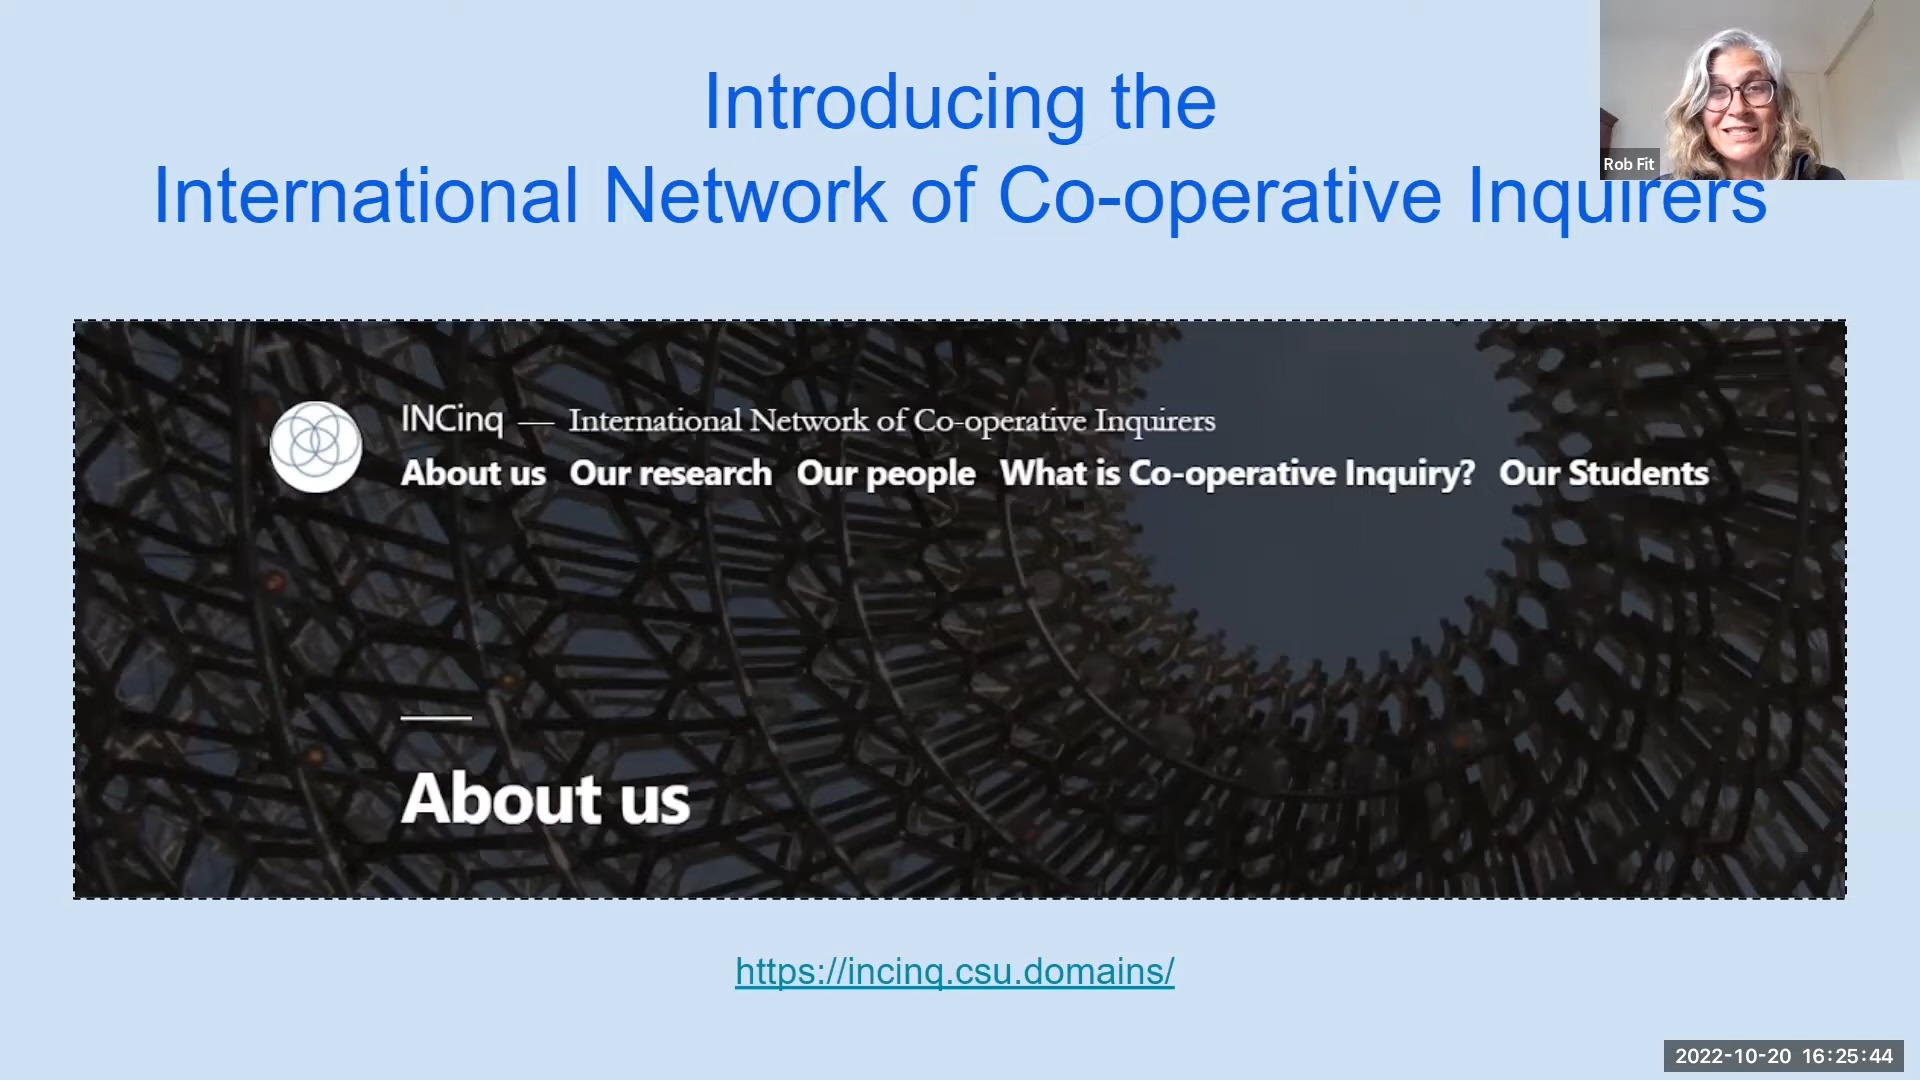 Introducing the
International Network of Co-operative Inquirers
Rob Fit
INCinq — International Network of Co-operative Inquirers
About us Our research Our people What is Co-operative Inquiry? Our Students
About us
https://incinq.csu.domains/
2022-10-20 16:25:44